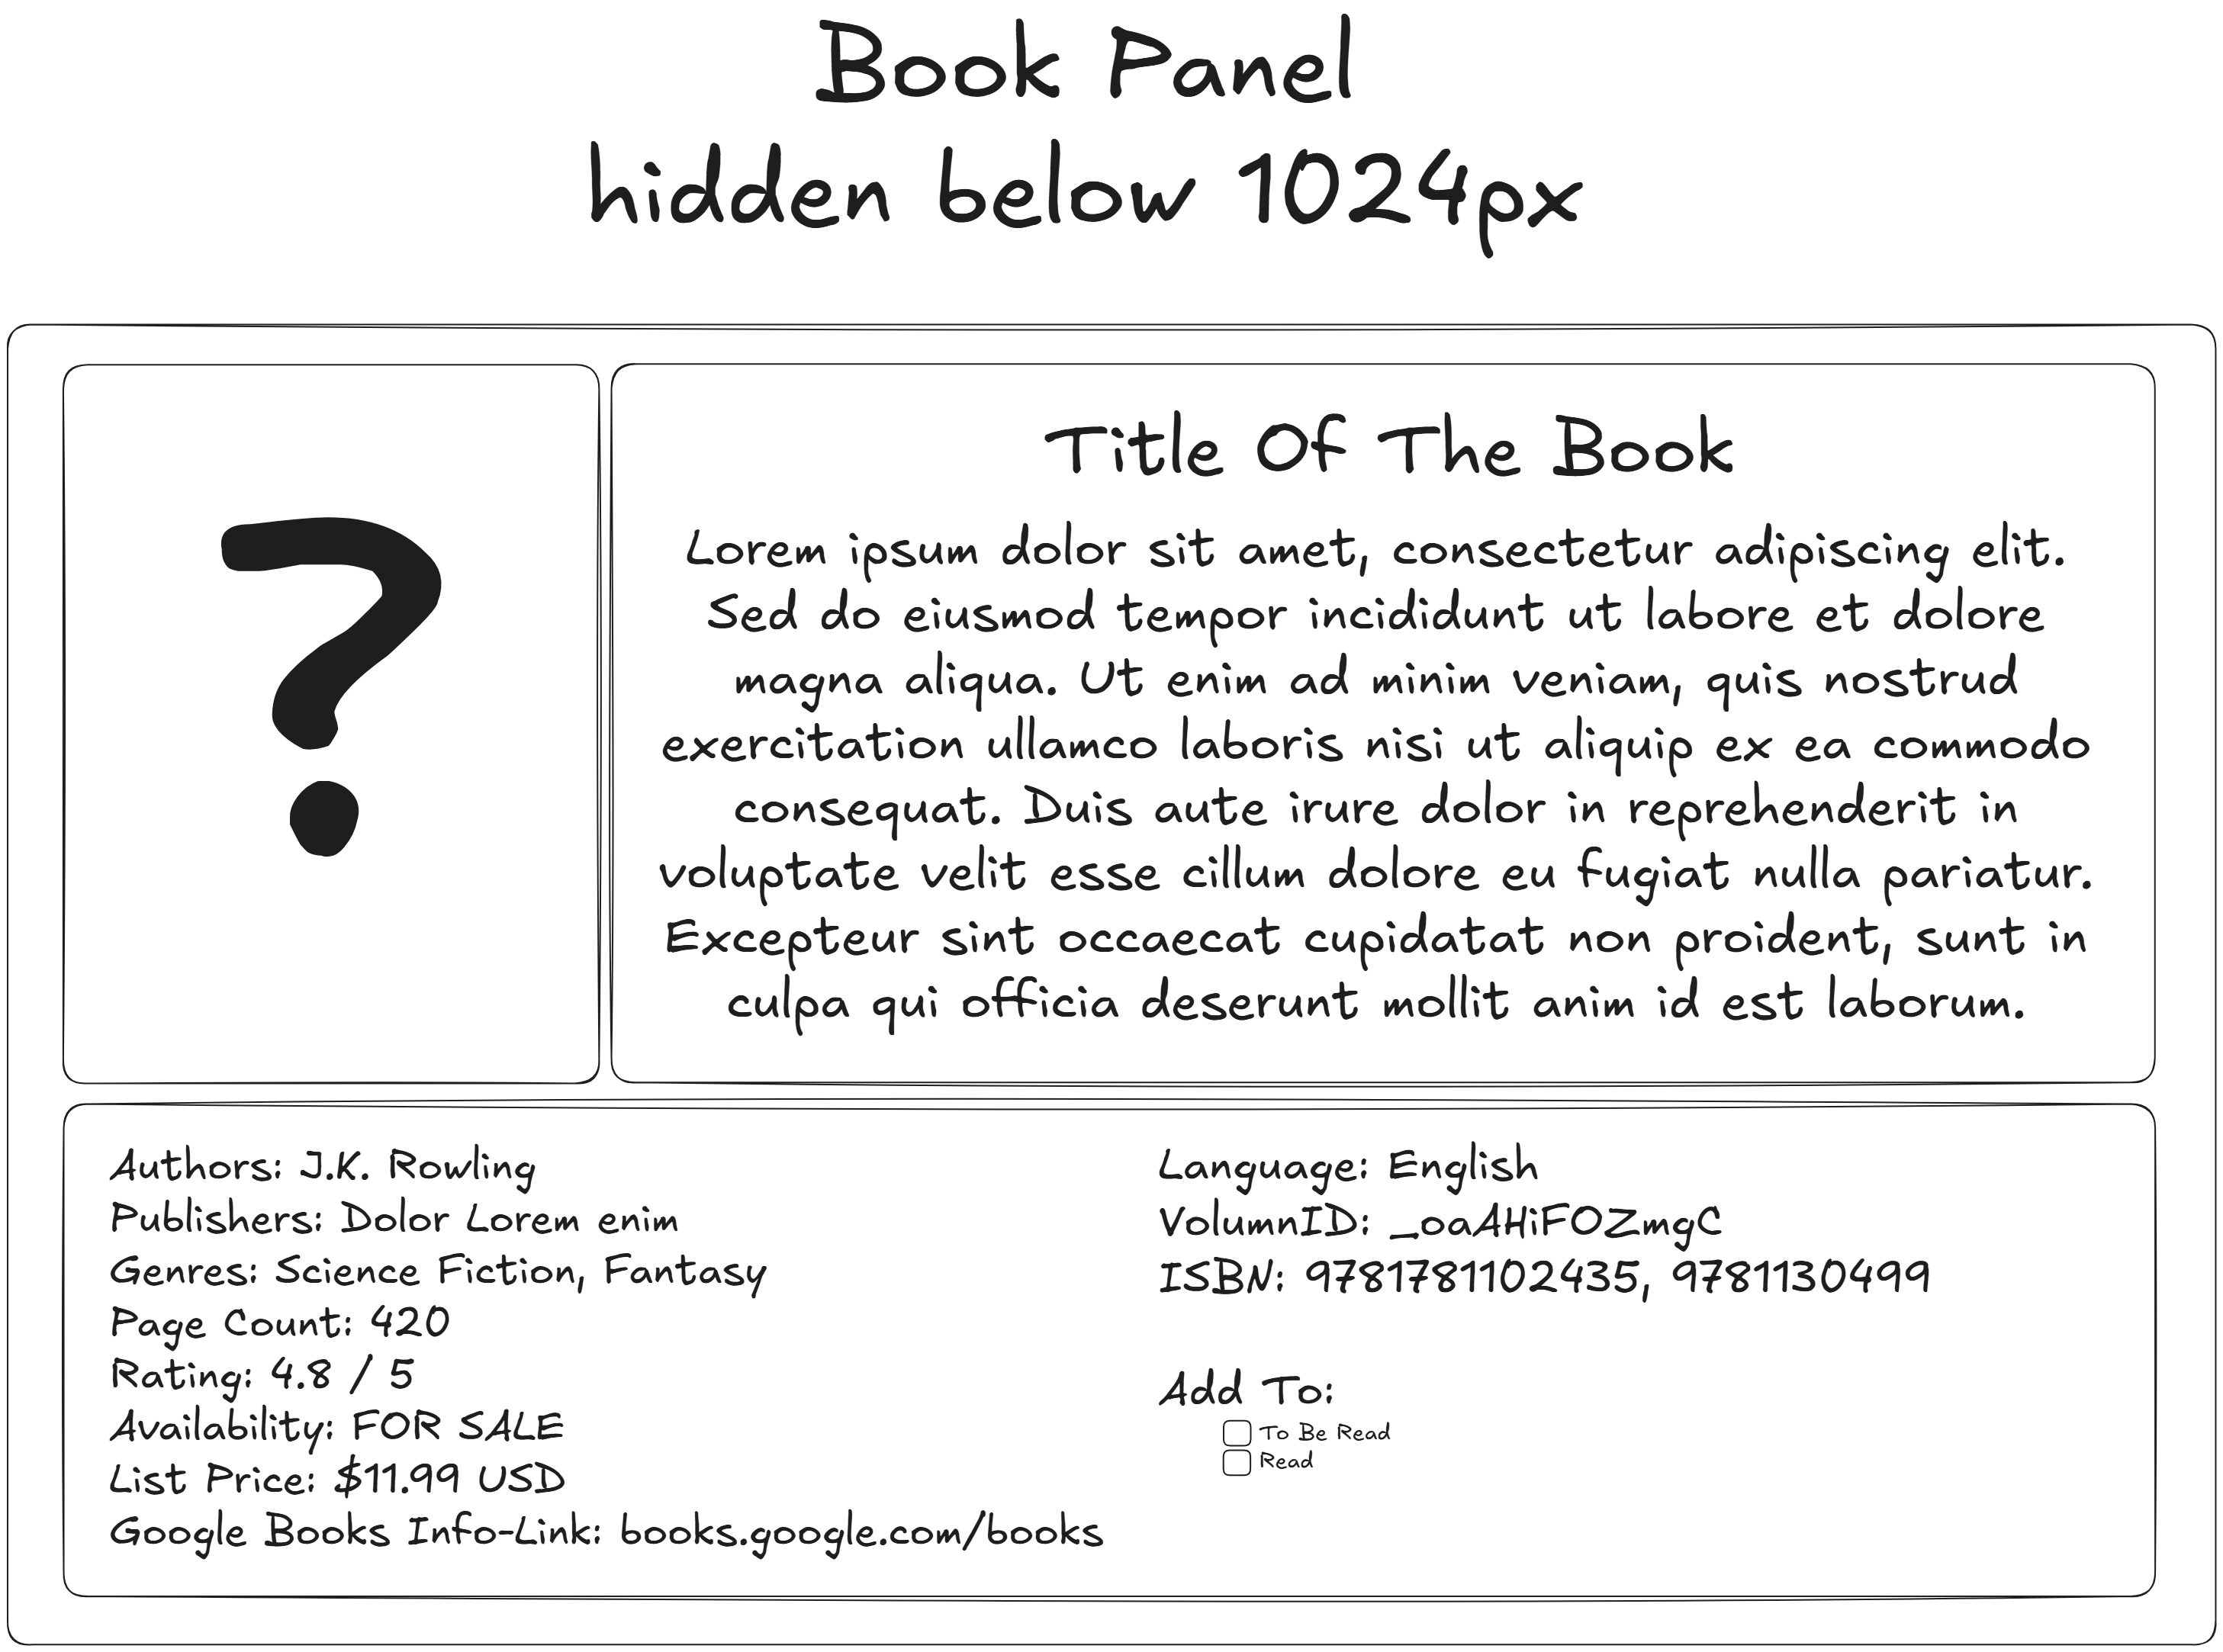 Book Panel
hidden below 1024px
?
Title Of The Book
Lorem ipsum dolor sit amet, consectetur adipiscing elit.
Sed do eiusmod tempor incididunt ut labore et dolore
magna aliqua. Ut enim ad minim veniam, quis nostrud
exercitation ullamco laboris nisi ut aliquip ex ea commodo
consequat. Duis aute irure dolor in reprehenderit in
voluptate velit esse cillum dolore eu fugiat nulla pariatur.
Excepteur sint occaecat cupidatat non proident, sunt in
culpa qui officia deserunt mollit anim id est laborum.
Authors: J.K. Rowling
Publishers: Dolor Lorem enim
Genres: Science Fiction, Fantasy
Page Count: 420
Rating: 4.8 / 5
Availability: FOR SALE
List Price: $11.99 USD
Google Books Info-Link: books.google.com/books
Language: English
VolumnID: _oaAHiFOZmgC
ISBN: 9781781102435, 9781130499
Add To:
To Be Read
Read